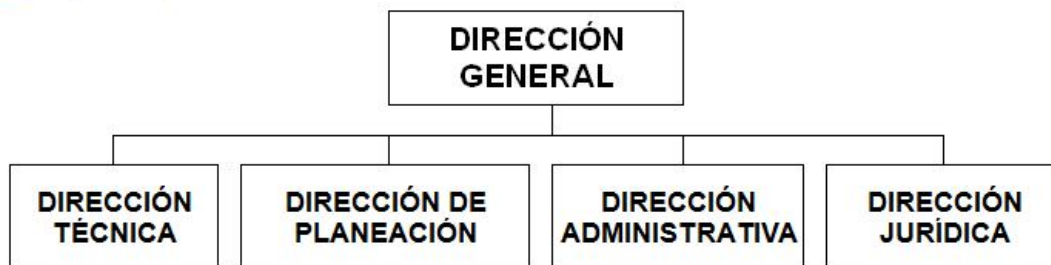 DIRECCIÓN
GENERAL
DIRECCIÓN
TÉCNICA
DIRECCIÓN DE
PLANEACIÓN
DIRECCIÓN
ADMINISTRATIVA
DIRECCIÓN
JURÍDICA